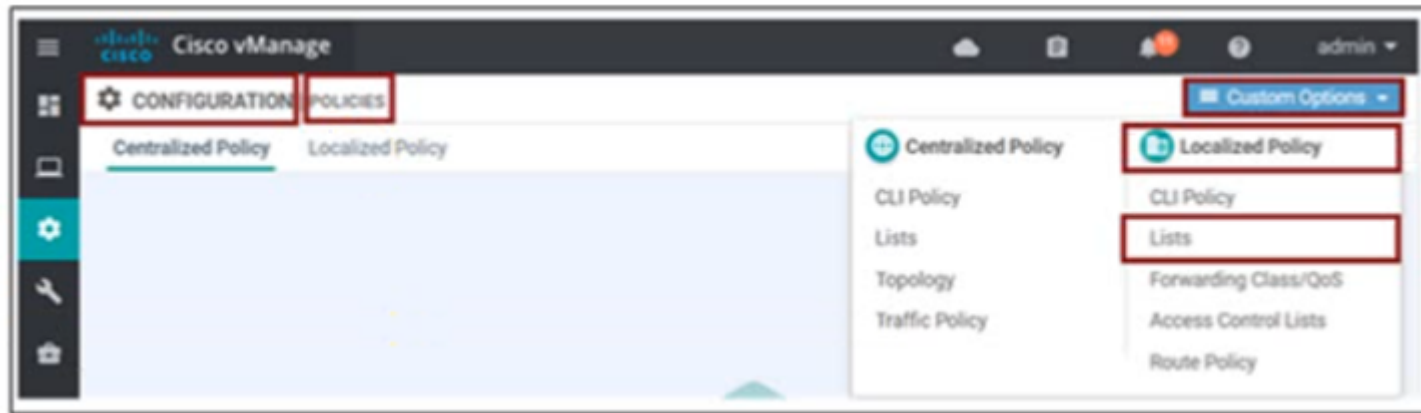 CISCO Cisco vManage admin
CONFIGURATION POLICIES
Custom Options
Centralized Policy Localized Policy
Centralized Policy
CLI Policy
Lists
Topology
Traffic Policy
Localized Policy
CLI Policy
Lists
Forwarding Class/QoS
Access Control Lists
Route Policy